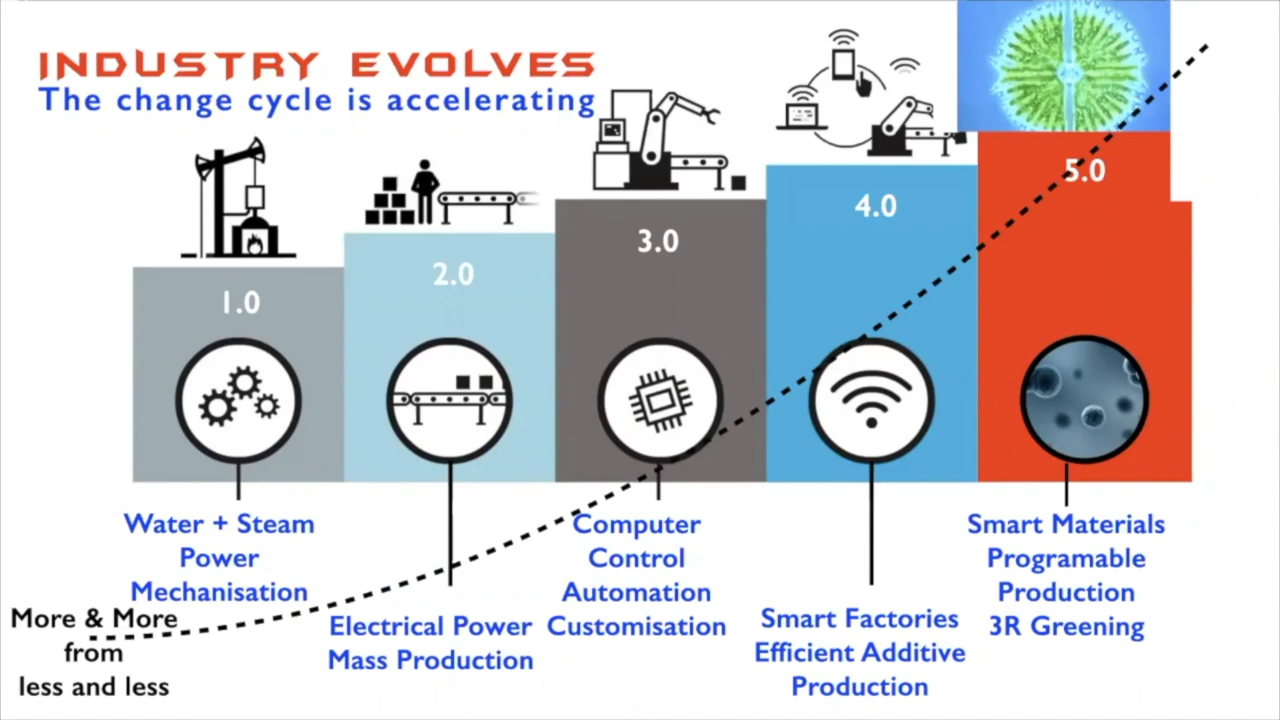 INDUSTRY EVOLVES
The change cycle is accelerating
1.0
2.0
3.0
4.0
5.0
Water + Steam
Power
Mechanisation
Electrical Power
Mass Production
Computer
Control
Automation
Customisation
Smart Factories
Efficient Additive
Production
Smart Materials
Programable
Production
3R Greening
More & More
from
less and less